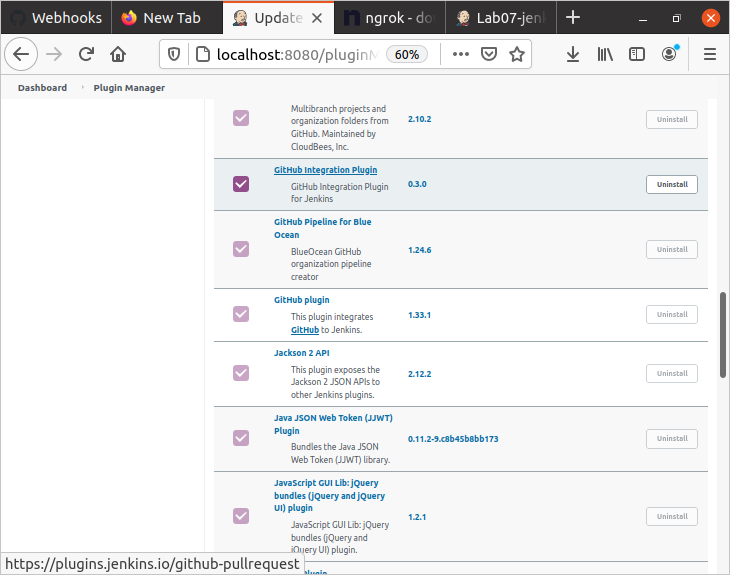 Webhooks
New Tab
Update
ngrok - do
Lab07-jen
localhost:8080/pluginM
60%
Dashboard
Plugin Manager
Multibranch projects and
organization folders from
GitHub. Maintained by
CloudBees, Inc.
2.10.2
Uninstall
GitHub Integration Plugin
GitHub Integration Plugin
for Jenkins
0.3.0
Uninstall
GitHub Pipeline for Blue
Ocean
BlueOcean GitHub
organization pipeline
creator
1.24.6
Uninstall
GitHub plugin
This plugin integrates
GitHub to Jenkins.
1.33.1
Uninstall
Jackson 2 API
This plugin exposes the
Jackson 2 JSON APIs to
other Jenkins plugins.
2.12.2
Uninstall
Java JSON Web Token (JJWT)
Plugin
Bundles the Java JSON
Web Token (JJWT) library.
0.11.2-9.c8b45b8bb173
Uninstall
JavaScript GUI Lib: jQuery
bundles (jQuery and jQuery
UI) plugin
JavaScript GUI Lib: jQuery
bundles (jQuery and
jQuery UI) plugin.
1.2.1
Uninstall
https://plugins.jenkins.io/github-pullrequest